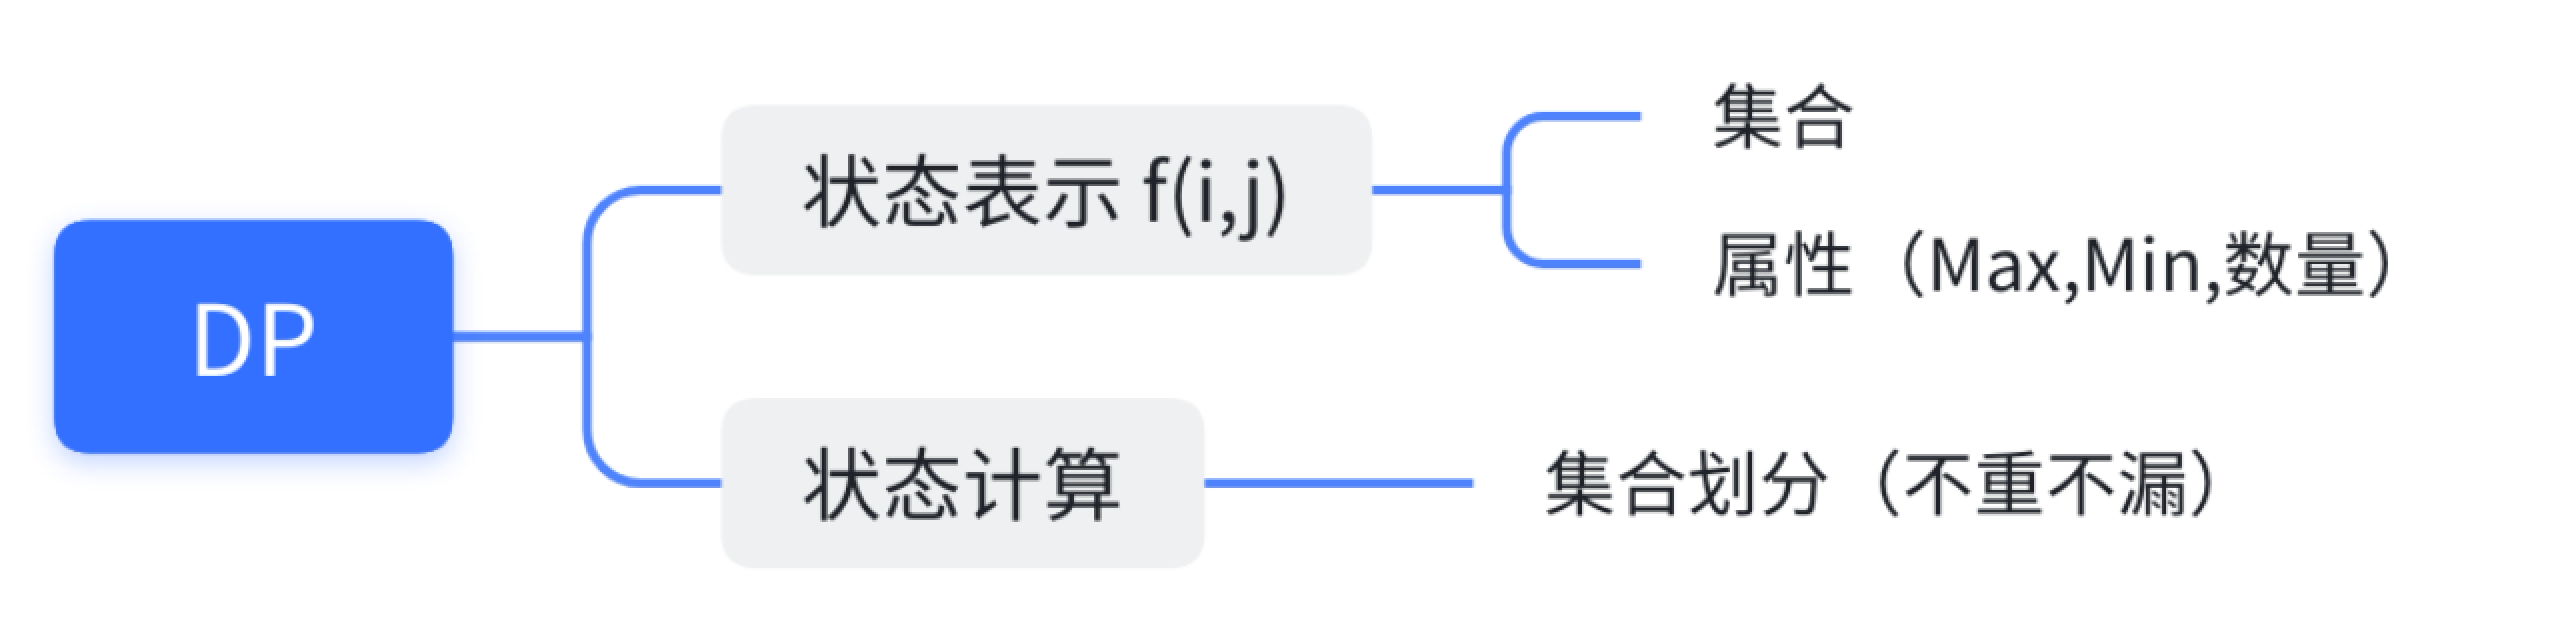 DP
状态表示 f(i,j)
集合
属性（Max,Min,数量）
状态计算
集合划分（不重不漏）